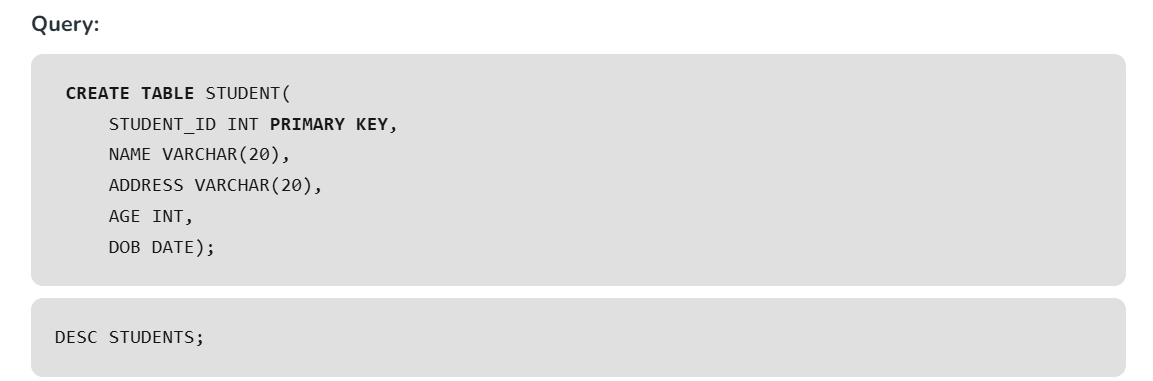 Query:
CREATE TABLE STUDENT(
STUDENT_ID INT PRIMARY KEY,
NAME VARCHAR(20),
ADDRESS VARCHAR(20),
AGE INT,
DOB DATE);
DESC STUDENTS;